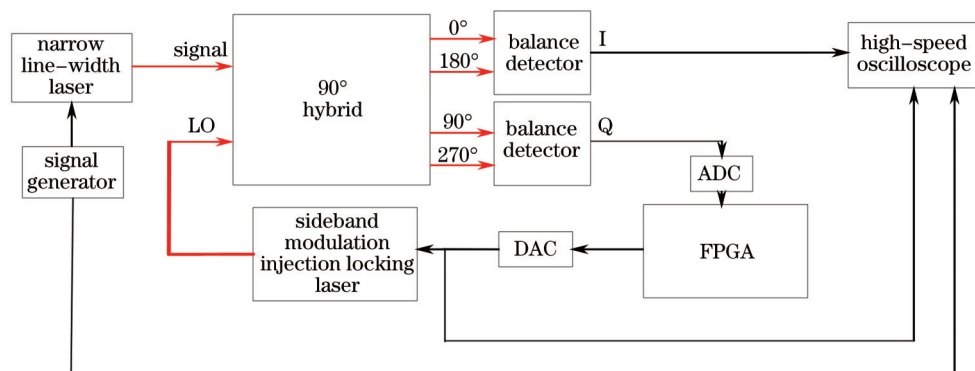 narrow
line-width
laser
signal
LO
signal
generator
90°
hybrid
0°
180°
90°
270°
balance
detector
I
balance
detector
Q
high-speed
oscilloscope
ADC
FPGA
DAC
sideband
modulation
injection locking
laser